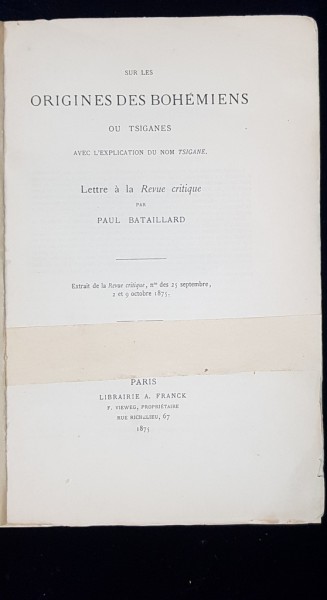 SUR LES
ORIGINES DES BOHÉMIENS
OU TSIGANES
AVEC L'EXPLICATION DU NOM TSIGANE.
Lettre à la Revue critique
PAR
PAUL BATAILLARD
Extrait de la Revue critique, nos des 25 septembre,
2 et 9 octobre 1875.
PARIS
LIBRAIRIE A. FRANCK
F. VIEWEG, PROPRIÉTAIRE
RUE RICHELIEU, 67
1875